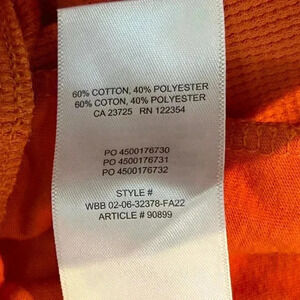 60% COTTON, 40% POLYESTER
60% COTON, 40% POLYESTER
CA 23725 RN 122354
PO 4500176730
PO 4500176731
PO 4500176732
STYLE #
WBB 02-06-32378-FA22
ARTICLE # 90899